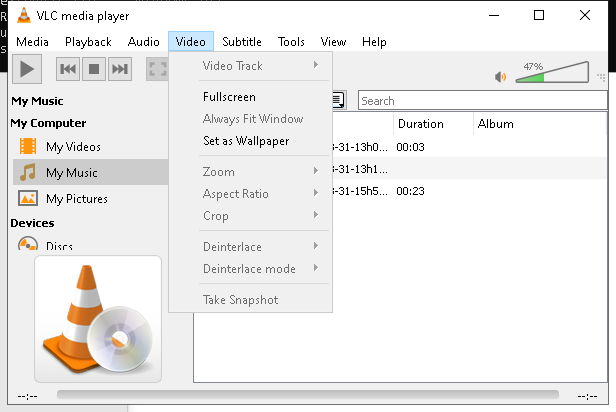 VLC media player
Media Playback Audio Video Subtitle Tools View Help
Video Track
Fullscreen
Always Fit Window
Set as Wallpaper
Zoom
Aspect Ratio
Crop
Deinterlace
Deinterlace mode
Take Snapshot
47%
My Music
My Computer
My Videos
My Music
My Pictures
Devices
Discs
Search
Duration Album
-31-13h0... 00:03
-31-13h1...
-31-15h5... 00:23
--:-- --:--